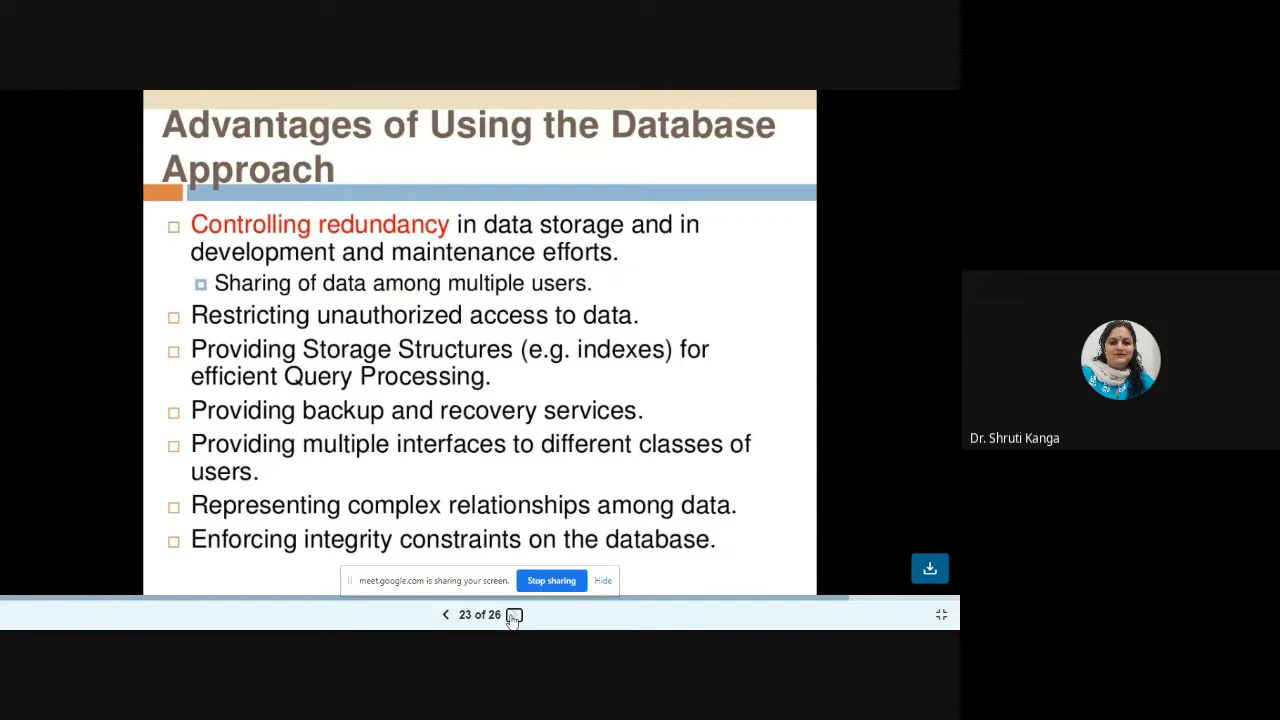 Advantages of Using the Database
Approach
Controlling redundancy in data storage and in
development and maintenance efforts.
Sharing of data among multiple users.
Restricting unauthorized access to data.
Providing Storage Structures (e.g. indexes) for
efficient Query Processing.
Providing backup and recovery services.
Providing multiple interfaces to different classes of
users.
Representing complex relationships among data.
Enforcing integrity constraints on the database.
meet.google.com is sharing your screen. Stop sharing Hide
23 of 26
Dr. Shruti Kanga